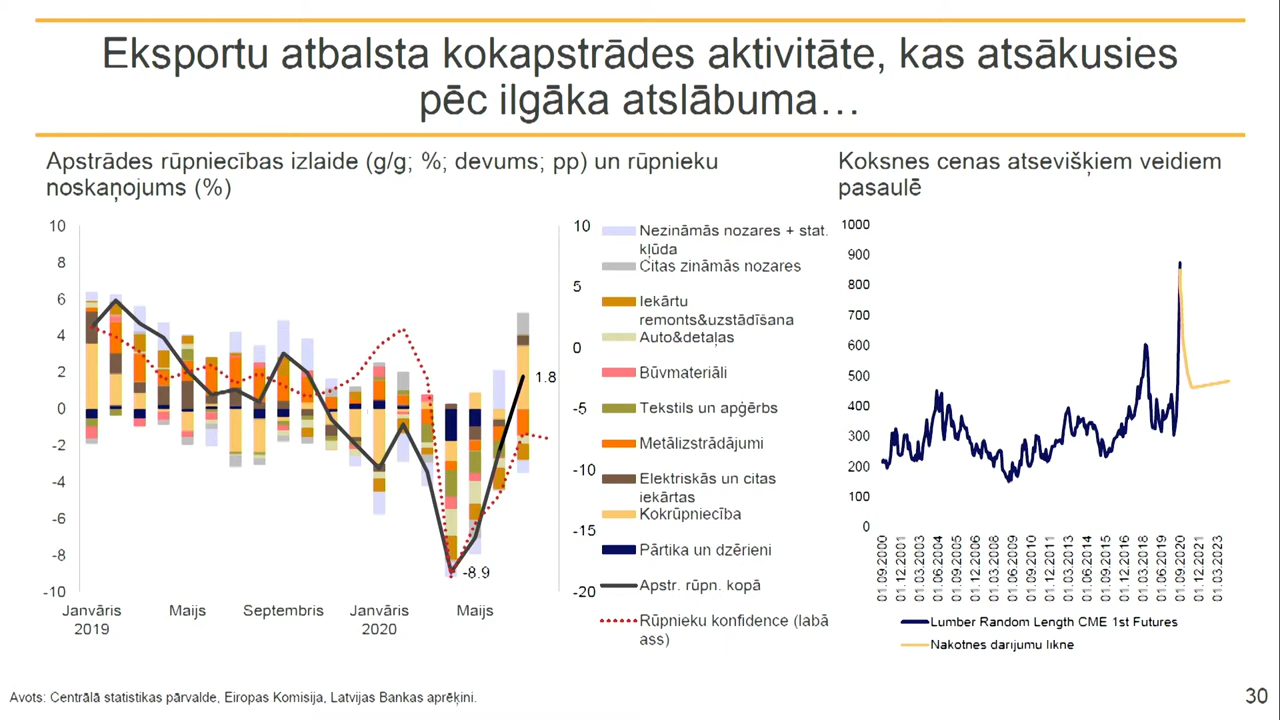 Eksportu atbalsta kokapstrādes aktivitāte, kas atsākusies
pēc ilgāka atslābuma…
Apstrādes rūpniecības izlaide (g/g; %; devums; pp) un rūpnieku
noskaņojums (%)
10
8
6
4
2
0
-2
-4
-6
-8
-10
10
5
0
-5
-10
-15
-20
1.8
-8.9
Janvāris
2019
Maijs
Septembris
Janvāris
2020
Maijs
Nezināmās nozares + stat.
kļūda
Citas zināmās nozares
Iekārtu
remonts&uzstādīšana
Auto&detaļas
Būvmateriāli
Tekstils un apģērbs
Metālizstrādājumi
Elektriskās un citas
iekārtas
Kokrūpniecība
Pārtika un dzērieni
Apstr. rūpn. kopā
Rūpnieku konfidence (labā
ass)
Koksnes cenas atsevišķiem veidiem
pasaulē
1000
900
800
700
600
500
400
300
200
100
0
01.09.2000
01.12.2001
01.03.2003
01.06.2004
01.09.2005
01.12.2006
01.03.2008
01.06.2009
01.09.2010
01.12.2011
01.03.2013
01.06.2014
01.09.2015
01.12.2016
01.03.2018
01.06.2019
01.09.2020
01.12.2021
01.03.2023
Lumber Random Length CME 1st Futures
Nākotnes darījumu līkne
Avots: Centrālā statistikas pārvalde, Eiropas Komisija, Latvijas Bankas aprēķini.
30